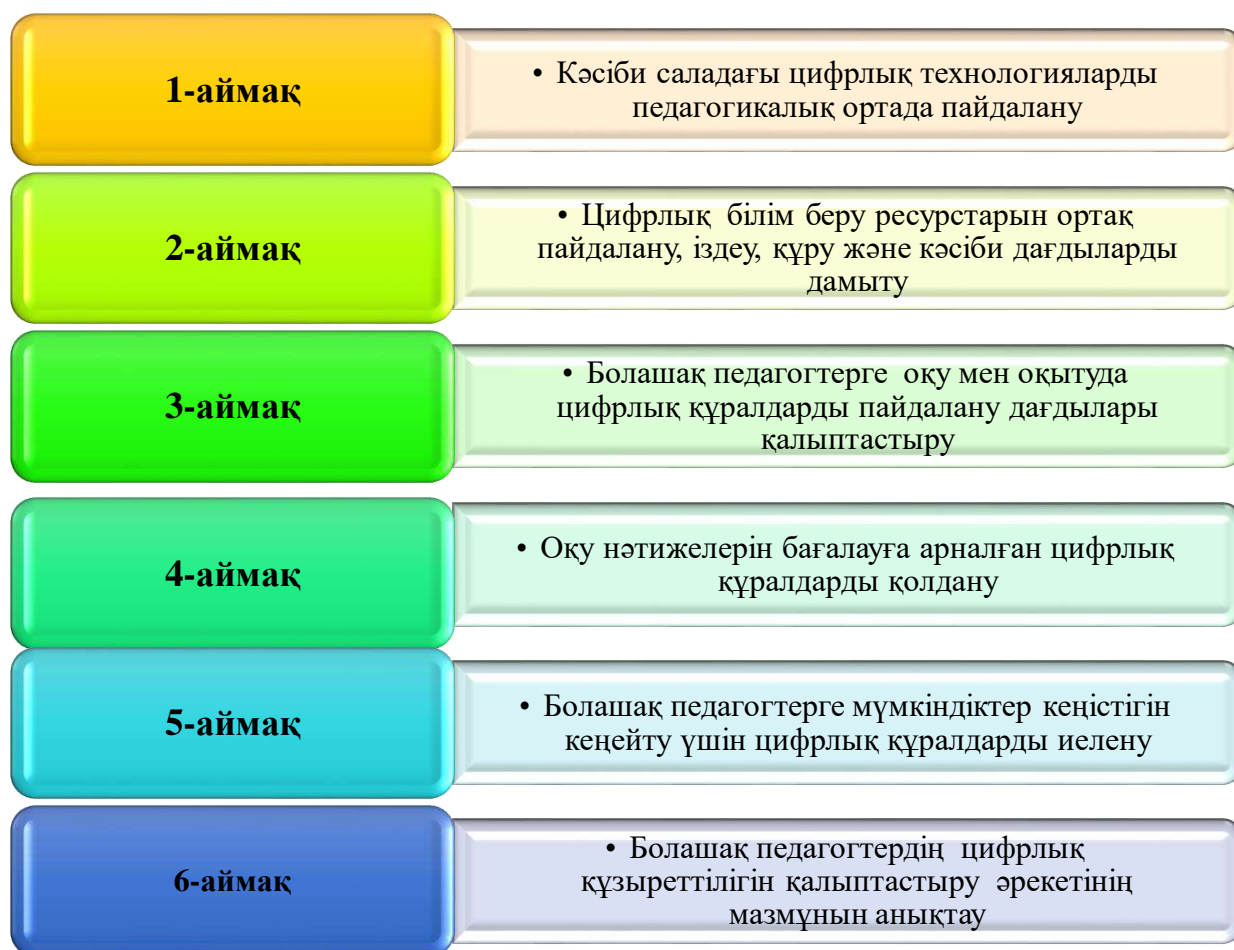 1-аймақ
• Кәсіби саладағы цифрлық технологияларды
педагогикалық ортада пайдалану
2-аймақ
• Цифрлық білім беру ресурстарын ортақ
пайдалану, іздеу, құру және кәсіби дағдыларды
дамыту
3-аймақ
• Болашақ педагогтерге оқу мен оқытуда
цифрлық құралдарды пайдалану дағдылары
қалыптастыру
4-аймақ
• Оқу нәтижелерін бағалауға арналған цифрлық
құралдарды қолдану
5-аймақ
• Болашақ педагогтерге мүмкіндіктер кеңістігін
кеңейту үшін цифрлық құралдарды иелену
6-аймақ
• Болашақ педагогтердің цифрлық
құзыреттілігін қалыптастыру әрекетінің
мазмұнын анықтау